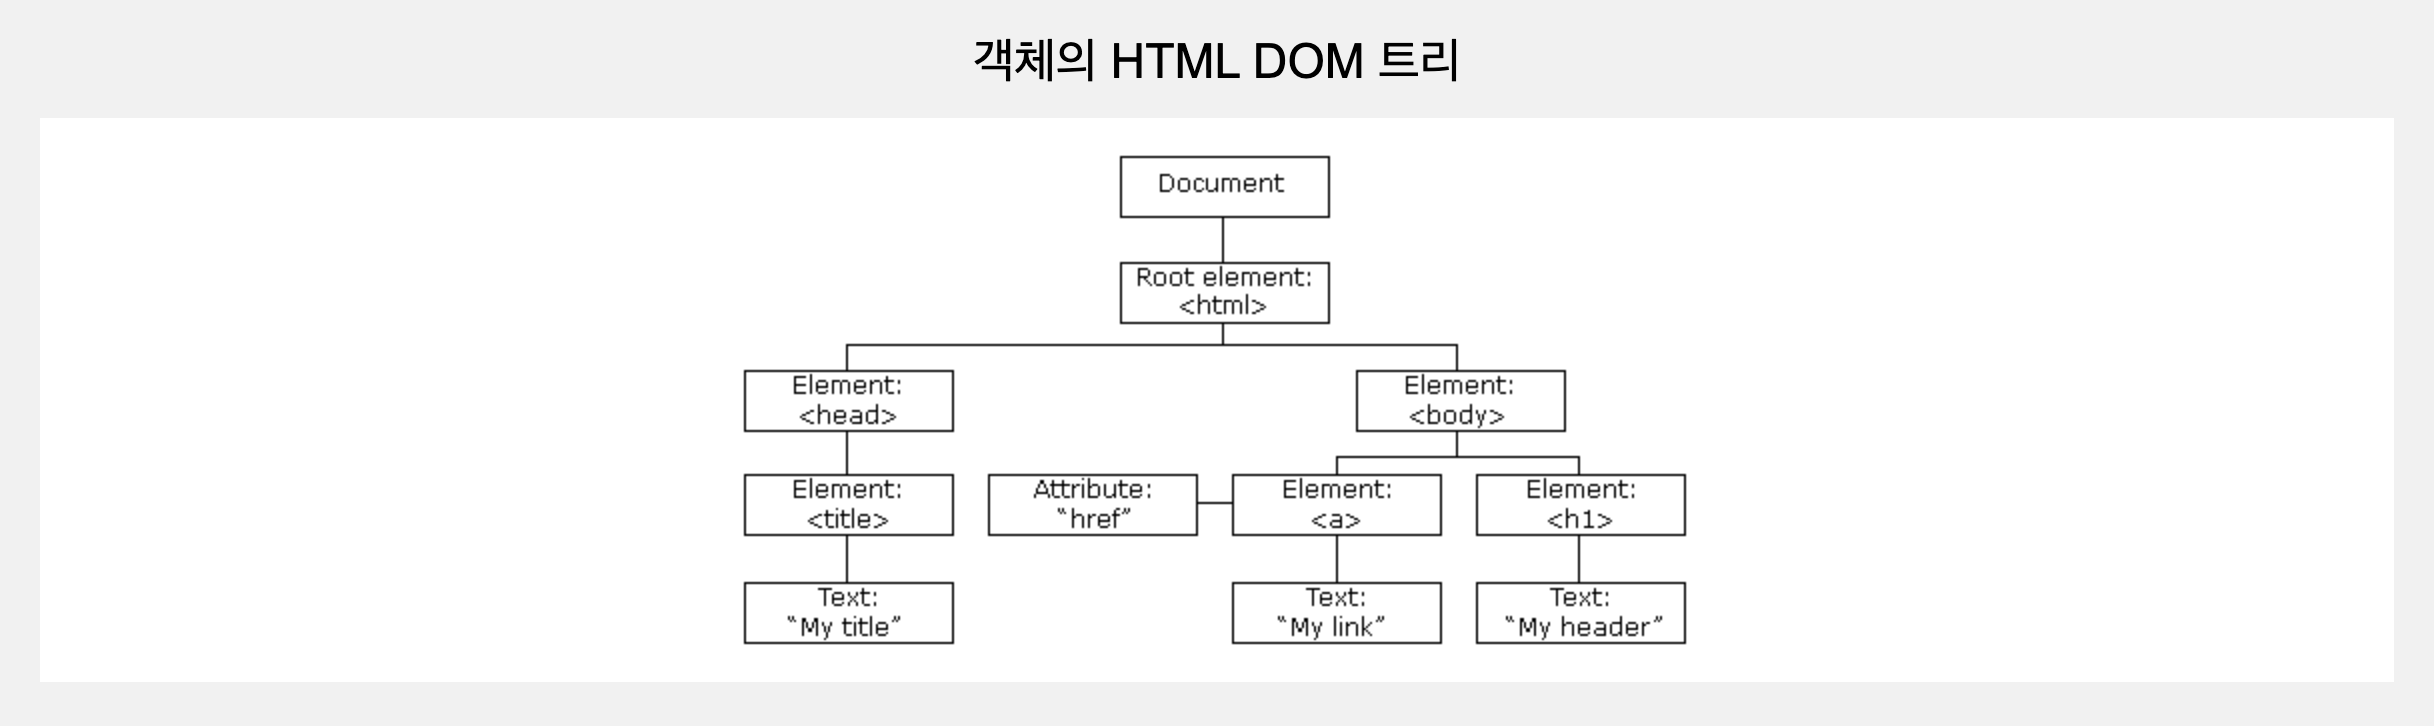 객체의 HTML DOM 트리
Document
Root element:
<html>
Element:
<head>
Element:
<body>
Element:
<title>
Attribute:
“href”
Element:
<a>
Element:
<h1>
Text:
“My title”
Text:
“My link”
Text:
“My header”